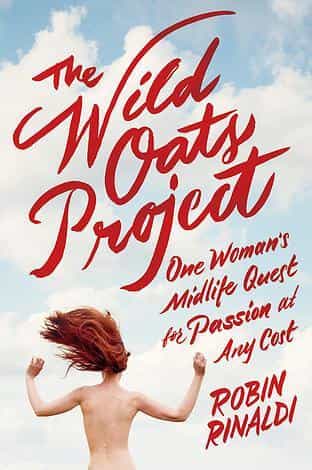 The
Wild
Oats
Project
One Woman's
Midlife Quest
for Passion at
Any Cost
ROBIN
RINALDI